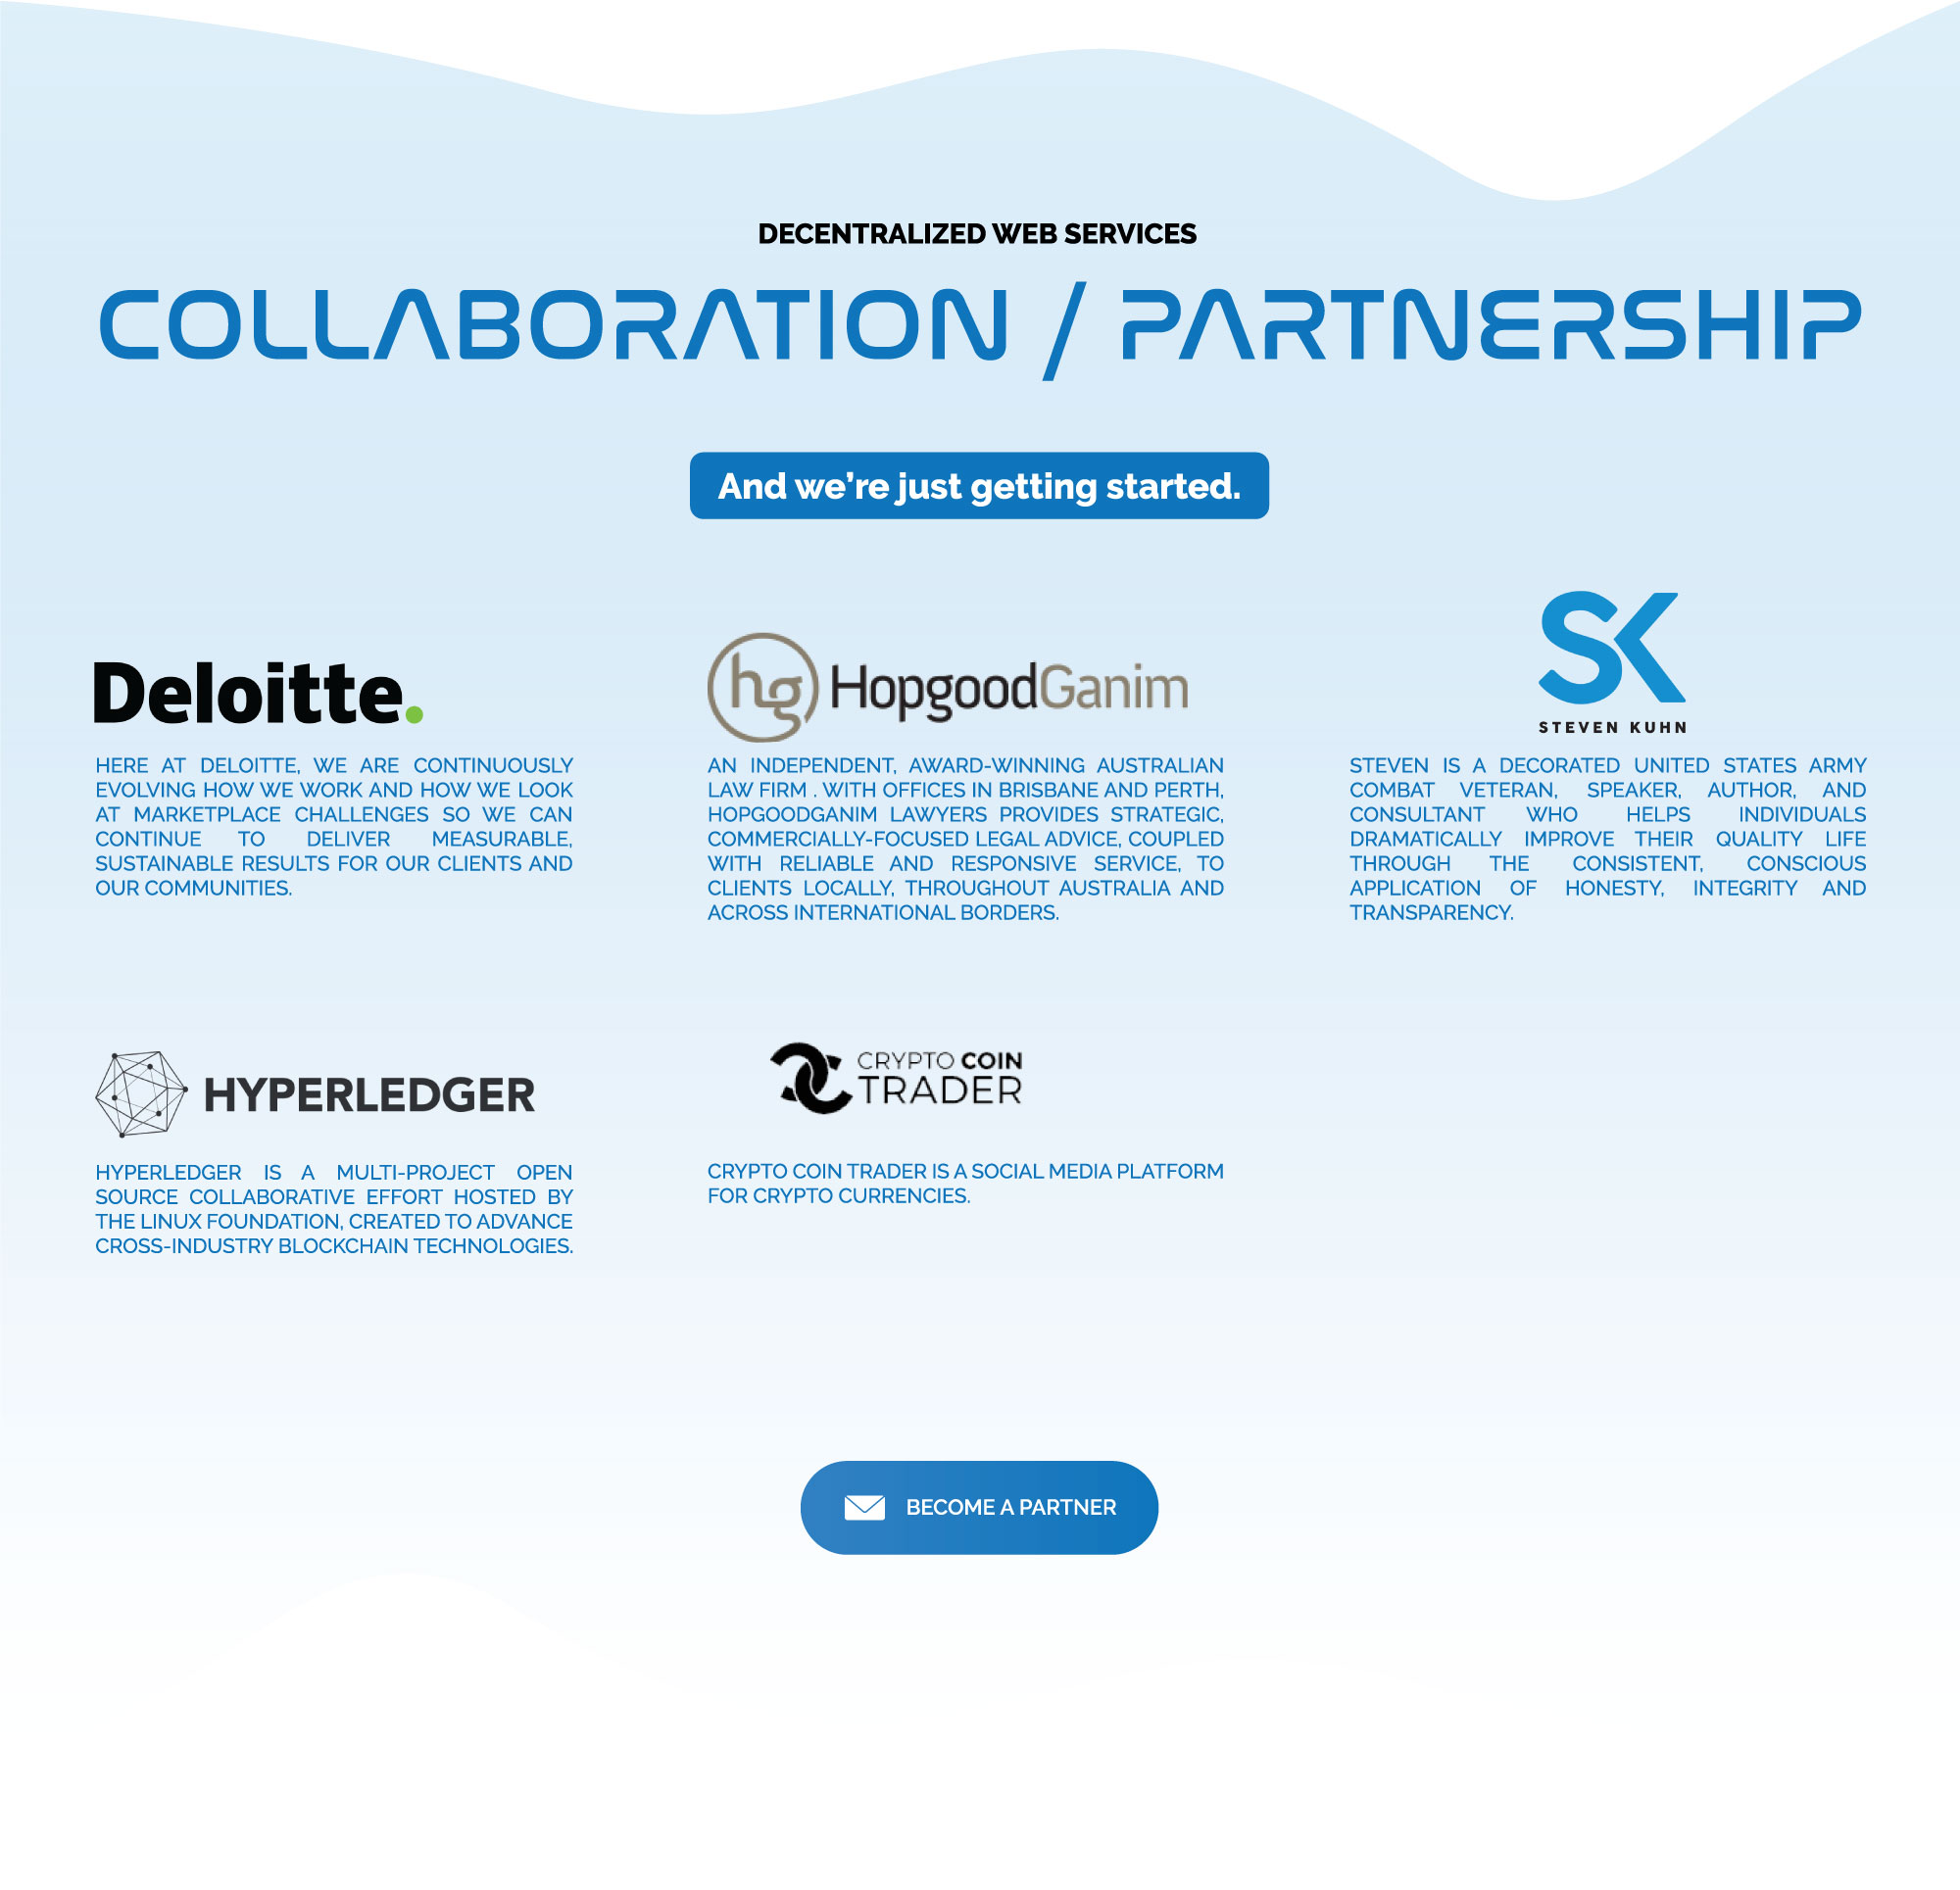 DECENTRALIZED WEB SERVICES
COLLABORATION / PARTNERSHIP
And we're just getting started.
Deloitte.
HERE AT DELOITTE, WE ARE CONTINUOUSLY
EVOLVING HOW WE WORK AND HOW WE LOOK
AT MARKETPLACE CHALLENGES SO WE CAN
CONTINUE TO DELIVER MEASURABLE,
SUSTAINABLE RESULTS FOR OUR CLIENTS AND
OUR COMMUNITIES.
hg HopgoodGanim
AN INDEPENDENT, AWARD-WINNING AUSTRALIAN
LAW FIRM . WITH OFFICES IN BRISBANE AND PERTH,
HOPGOODGANIM LAWYERS PROVIDES STRATEGIC,
COMMERCIALLY-FOCUSED LEGAL ADVICE, COUPLED
WITH RELIABLE AND RESPONSIVE SERVICE, TO
CLIENTS LOCALLY, THROUGHOUT AUSTRALIA AND
ACROSS INTERNATIONAL BORDERS.
SK
STEVEN KUHN
STEVEN IS A DECORATED UNITED STATES ARMY
COMBAT VETERAN, SPEAKER, AUTHOR, AND
CONSULTANT WHO HELPS INDIVIDUALS
DRAMATICALLY IMPROVE THEIR QUALITY LIFE
THROUGH THE CONSISTENT, CONSCIOUS
APPLICATION OF HONESTY, INTEGRITY AND
TRANSPARENCY.
HYPERLEDGER
HYPERLEDGER IS A MULTI-PROJECT OPEN
SOURCE COLLABORATIVE EFFORT HOSTED BY
THE LINUX FOUNDATION, CREATED TO ADVANCE
CROSS-INDUSTRY BLOCKCHAIN TECHNOLOGIES.
CRYPTO COIN
TRADER
CRYPTO COIN TRADER IS A SOCIAL MEDIA PLATFORM
FOR CRYPTO CURRENCIES.
BECOME A PARTNER